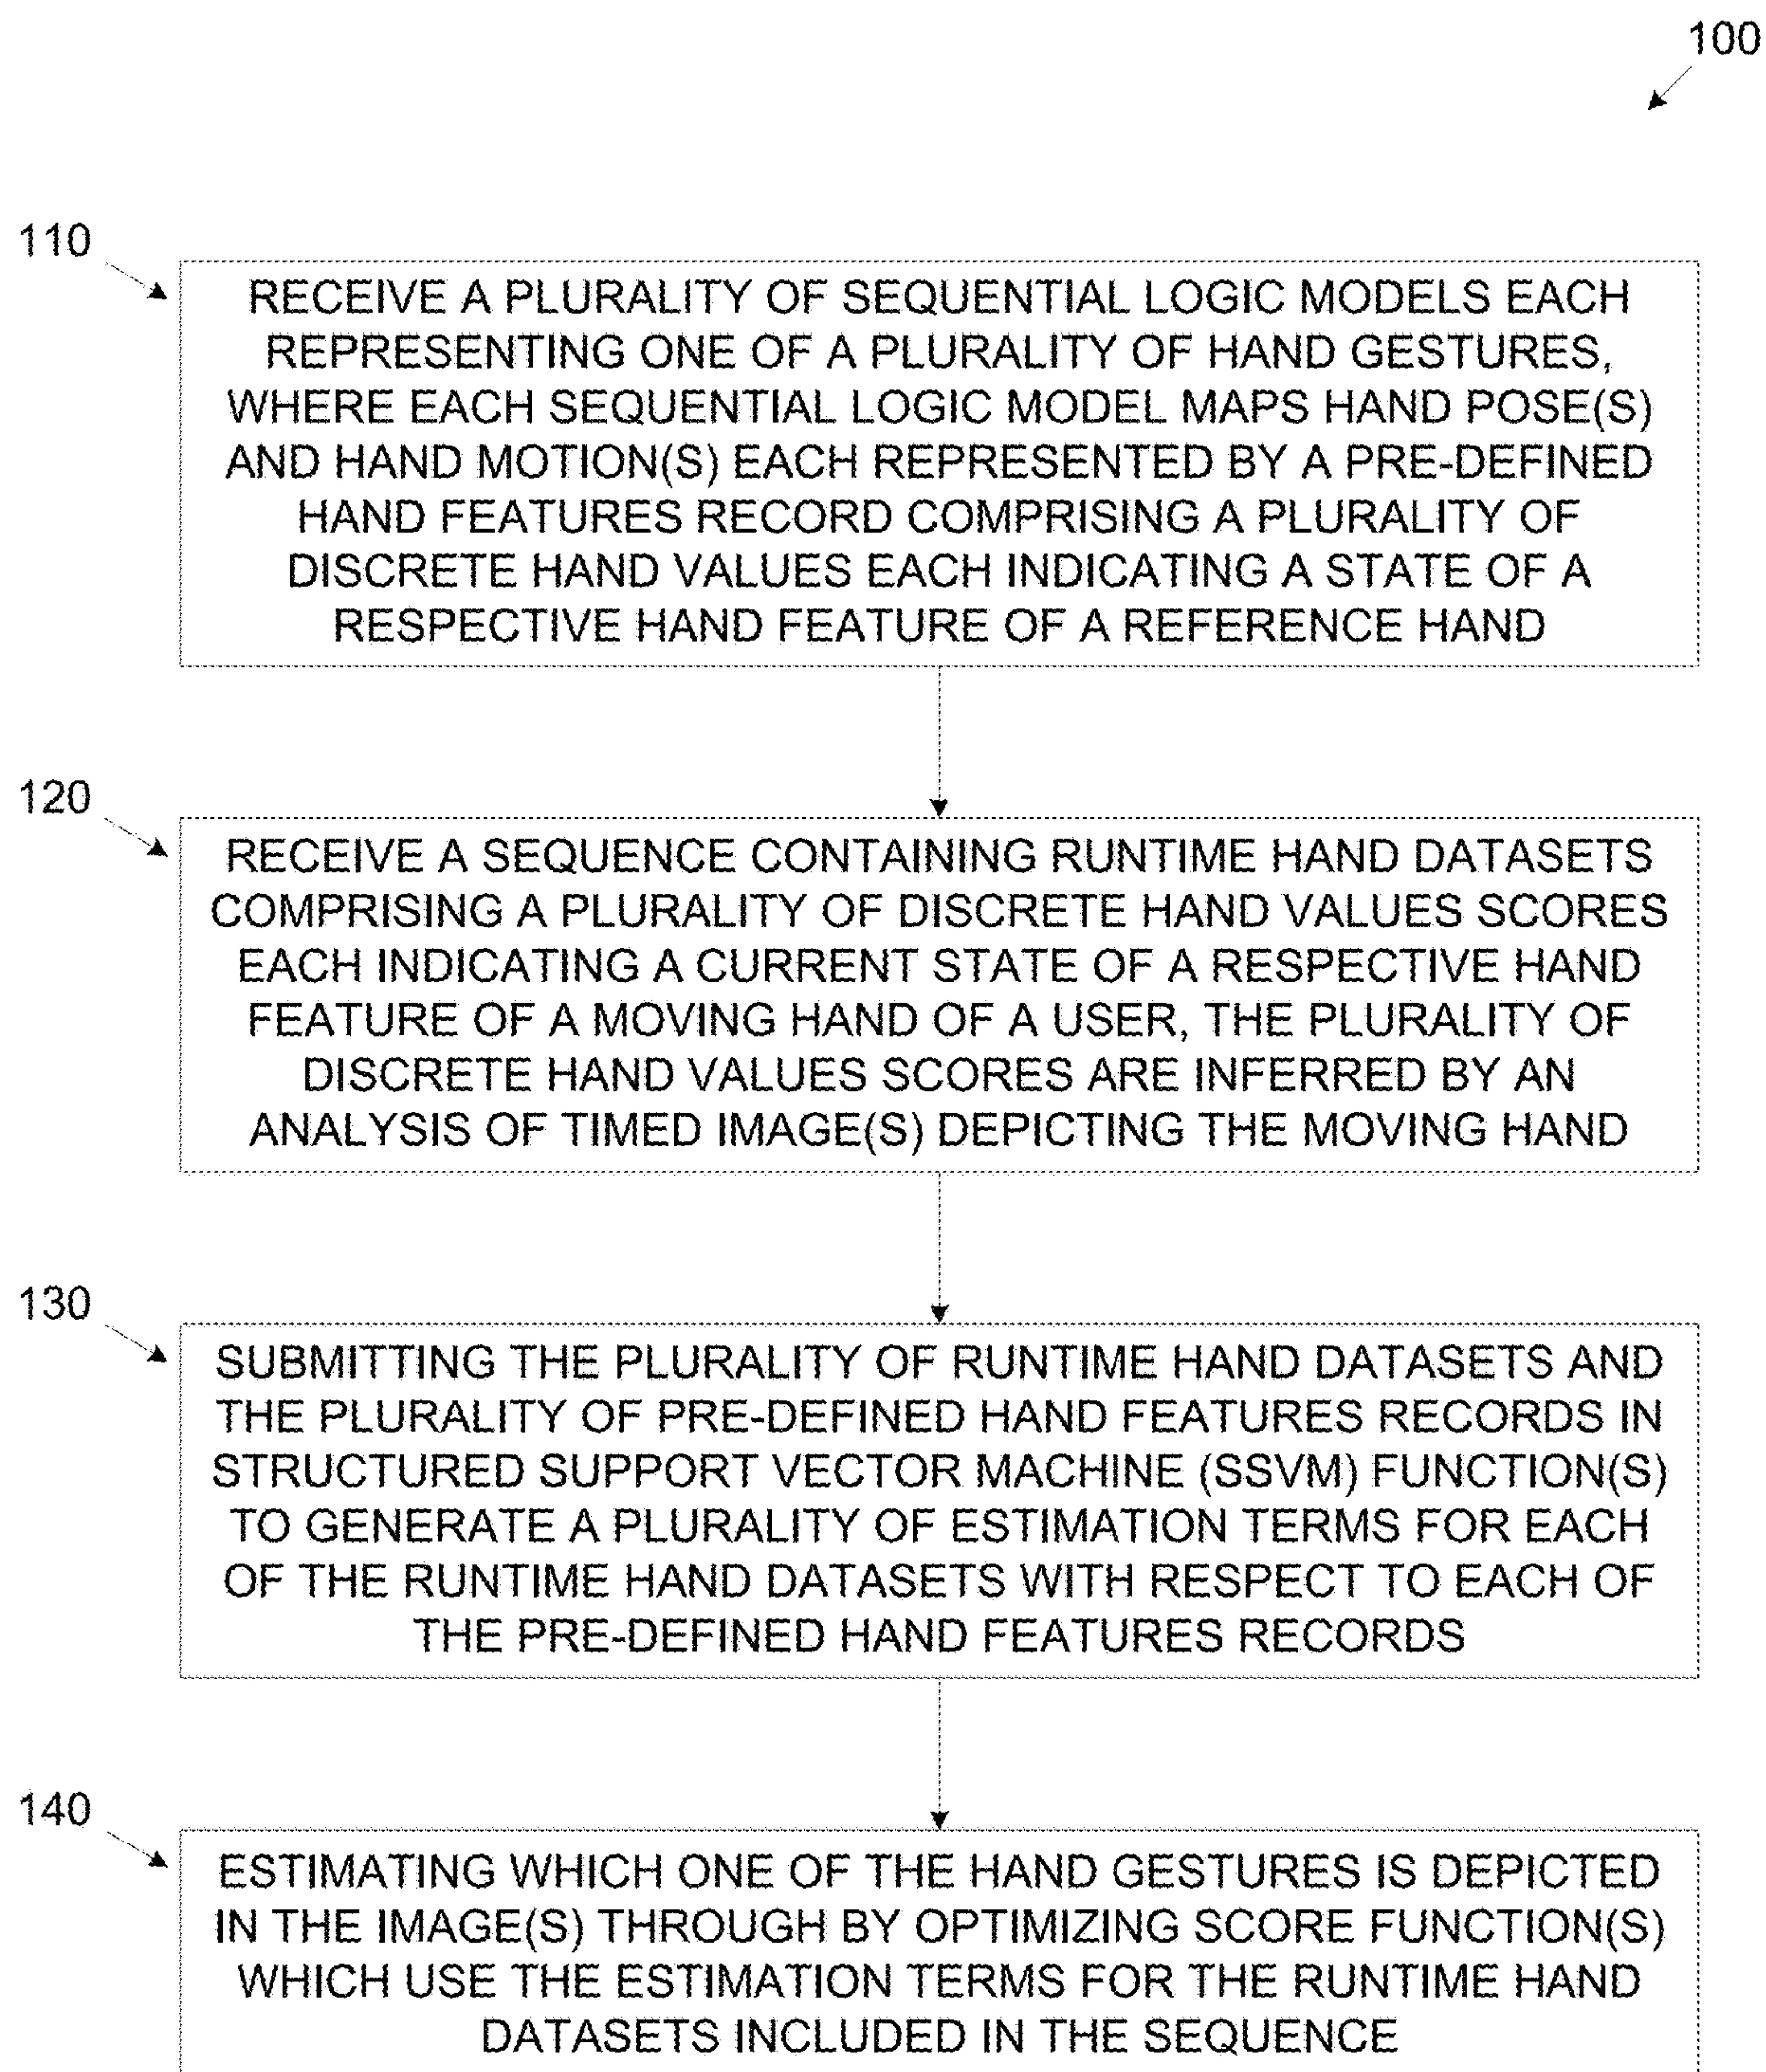 100
110
RECEIVE A PLURALITY OF SEQUENTIAL LOGIC MODELS EACH
REPRESENTING ONE OF A PLURALITY OF HAND GESTURES,
WHERE EACH SEQUENTIAL LOGIC MODEL MAPS HAND POSE(S)
AND HAND MOTION(S) EACH REPRESENTED BY A PRE-DEFINED
HAND FEATURES RECORD COMPRISING A PLURALITY OF
DISCRETE HAND VALUES EACH INDICATING A STATE OF A
RESPECTIVE HAND FEATURE OF A REFERENCE HAND
120
RECEIVE A SEQUENCE CONTAINING RUNTIME HAND DATASETS
COMPRISING A PLURALITY OF DISCRETE HAND VALUES SCORES
EACH INDICATING A CURRENT STATE OF A RESPECTIVE HAND
FEATURE OF A MOVING HAND OF A USER, THE PLURALITY OF
DISCRETE HAND VALUES SCORES ARE INFERRED BY AN
ANALYSIS OF TIMED IMAGE(S) DEPICTING THE MOVING HAND
130
SUBMITTING THE PLURALITY OF RUNTIME HAND DATASETS AND
THE PLURALITY OF PRE-DEFINED HAND FEATURES RECORDS IN
STRUCTURED SUPPORT VECTOR MACHINE (SSVM) FUNCTION(S)
TO GENERATE A PLURALITY OF ESTIMATION TERMS FOR EACH
OF THE RUNTIME HAND DATASETS WITH RESPECT TO EACH OF
THE PRE-DEFINED HAND FEATURES RECORDS
140
ESTIMATING WHICH ONE OF THE HAND GESTURES IS DEPICTED
IN THE IMAGE(S) THROUGH BY OPTIMIZING SCORE FUNCTION(S)
WHICH USE THE ESTIMATION TERMS FOR THE RUNTIME HAND
DATASETS INCLUDED IN THE SEQUENCE